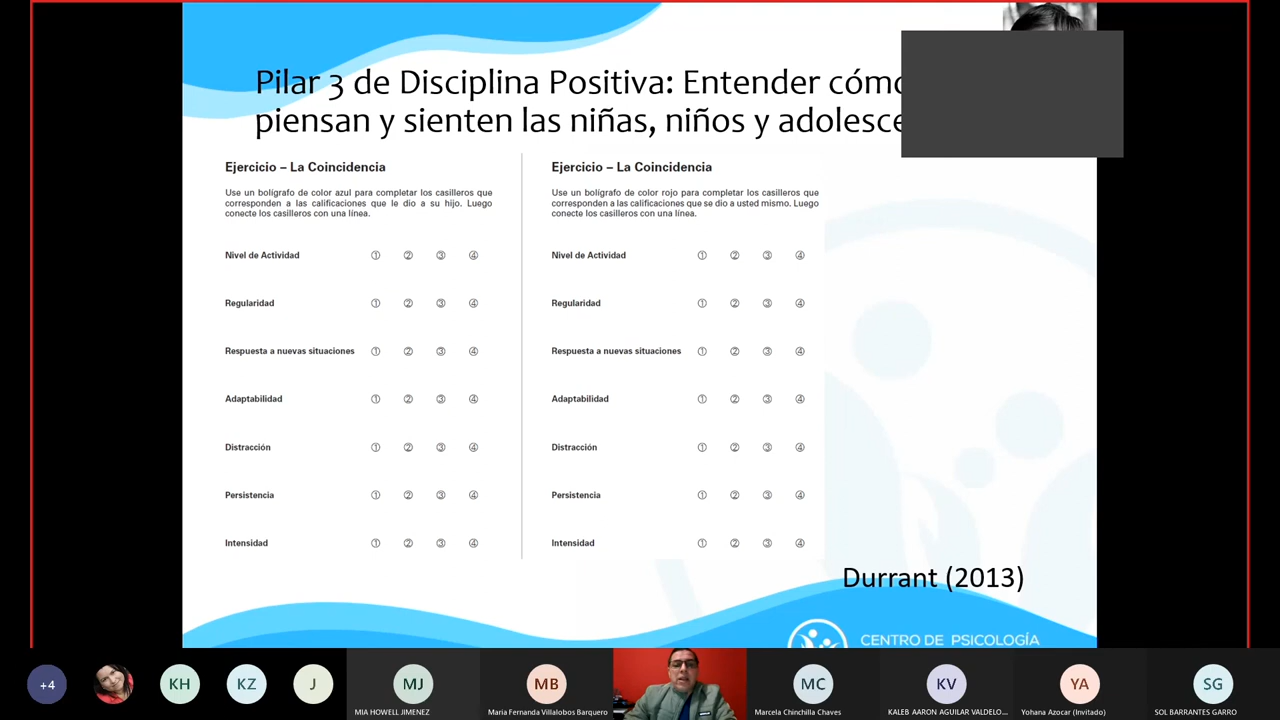 Pilar 3 de Disciplina Positiva: Entender
piensan y sienten las niñas, niños y
Ejercicio – La Coincidencia
Use un bolígrafo de color azul para completar los casilleros que
corresponden a las calificaciones que le dio a su hijo. Luego
conecte los casilleros con una línea.
Nivel de Actividad ① ② ③ ④
Regularidad ① ② ③ ④
Respuesta a nuevas situaciones ① ② ③ ④
Adaptabilidad ① ② ③ ④
Distracción ① ② ③ ④
Persistencia ① ② ③ ④
Intensidad ① ② ③ ④
Ejercicio – La Coincidencia
Use un bolígrafo de color rojo para completar los casilleros que
corresponden a las calificaciones que se dio a usted mismo. Luego
conecte los casilleros con una línea.
Nivel de Actividad ① ② ③ ④
Regularidad ① ② ③ ④
Respuesta a nuevas situaciones ① ② ③ ④
Adaptabilidad ① ② ③ ④
Distracción ① ② ③ ④
Persistencia ① ② ③ ④
Intensidad ① ② ③ ④
Durrant (2013)
CENTRO DE PSICOLOGÍA
+4
KH
KZ
J
MJ
MIA HOWELL JIMENEZ
MB
Maria Fernanda Villalobos Barquero
MC
Marcela Chinchilla Chaves
KV
KALEB AARON AGUILAR VALDELO...
YA
Yohana Azocar (Invitado)
SG
SOL BARRANTES GARRO